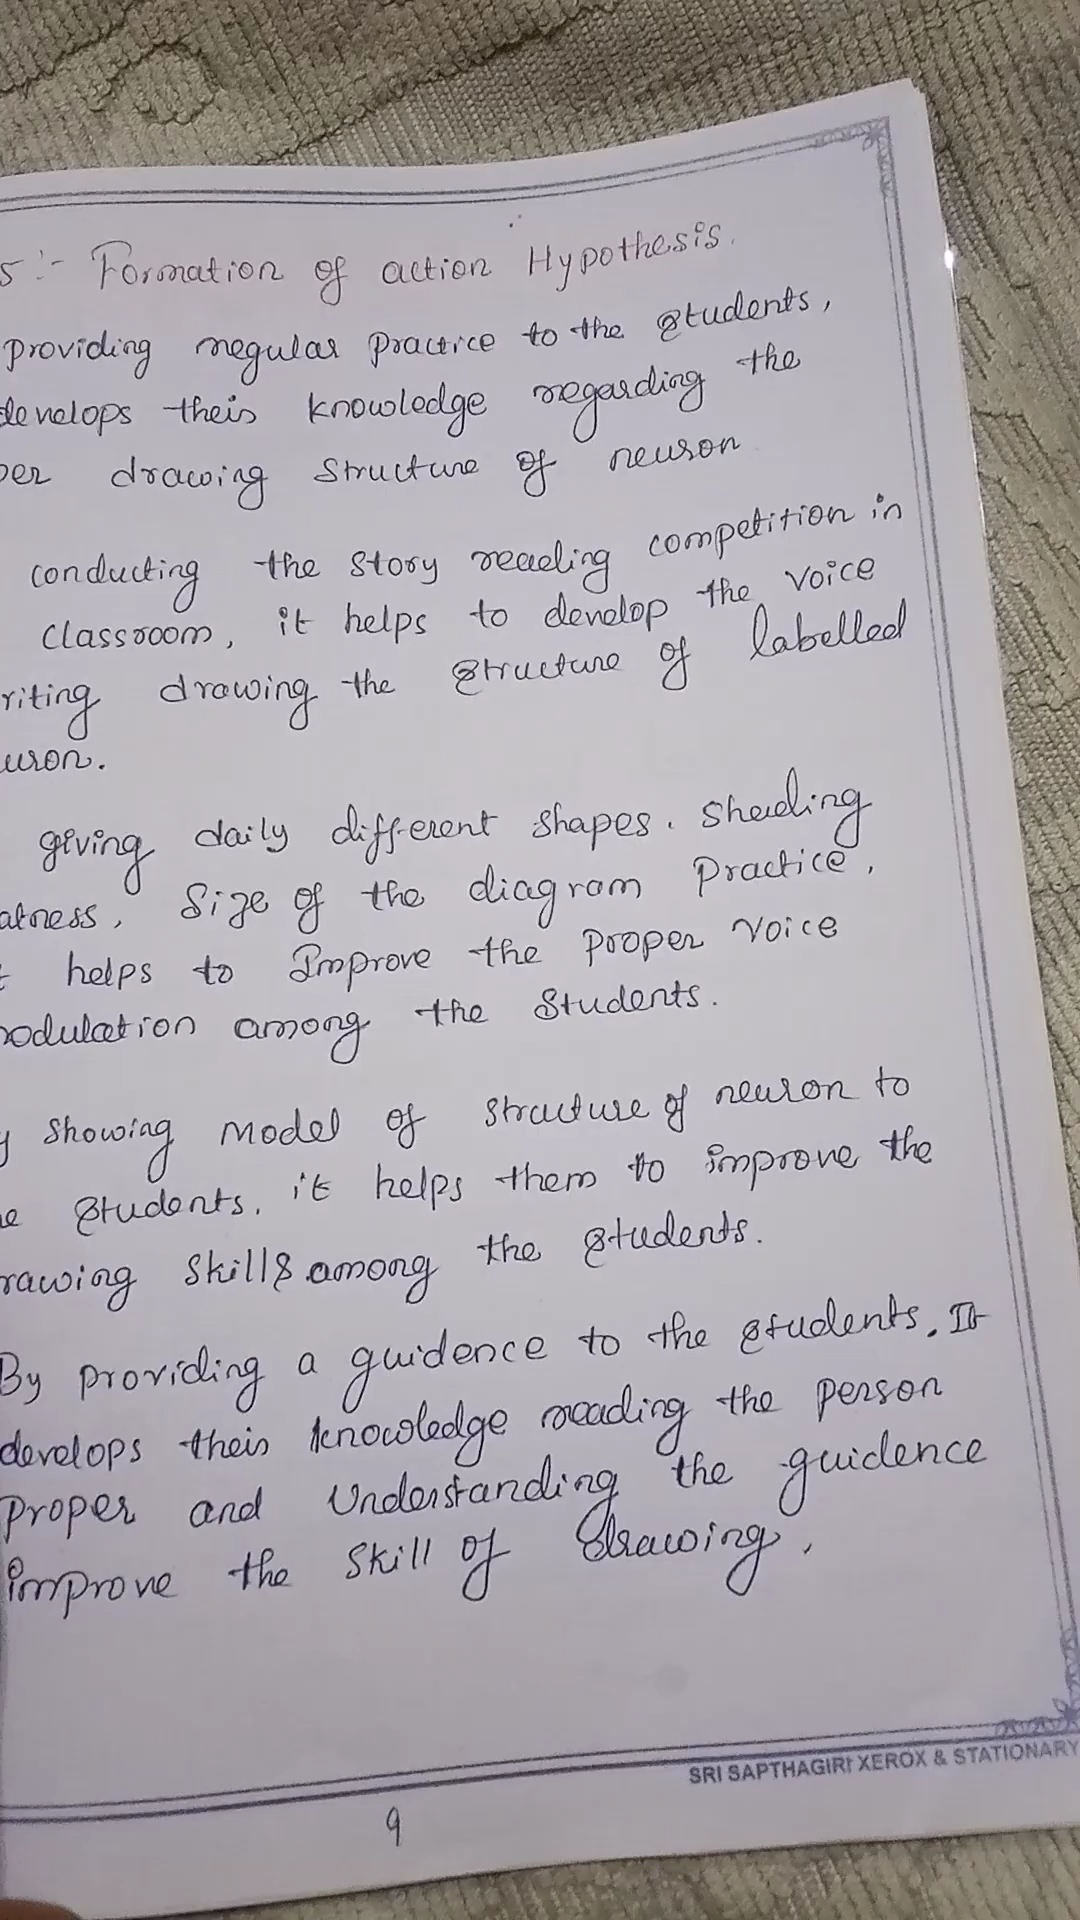 5:- Formation of action Hypothesis.
providing regular practice to the students,
develops their knowledge regarding the
per drawing structure of neuron
conducting the story reading competition in
classroom, it helps to develop the voice
riting drawing the structure of labelled
uron.
giving daily different shapes. sheding
atness, size of the diagram practice,
t helps to Improve the proper voice
modulation among the students.
y showing model of structure of neuron to
he students, it helps them to improve the
rawing skills among the students.
By providing a guidence to the students, It
develops their knowledge reading the person
proper and understanding the guidence
improve the skill of drawing.
SRI SAPTHAGIRI XEROX & STATIONARY
9